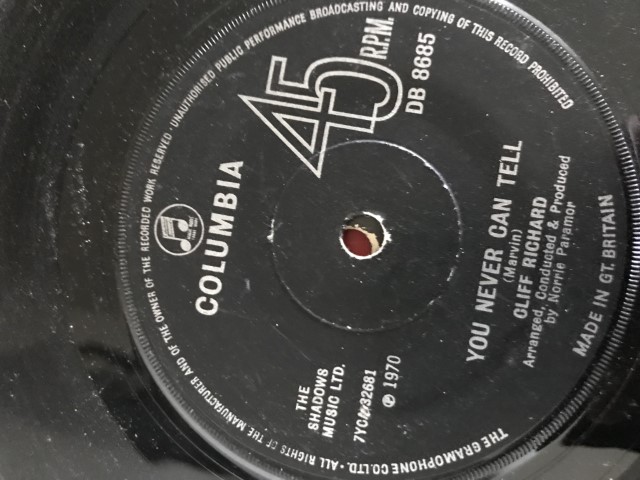 THE GRAMOPHONE CO. LTD. • ALL RIGHTS OF THE MANUFACTURER AND OF THE OWNER OF THE RECORDED WORK RESERVED • UNAUTHORISED PUBLIC PERFORMANCE BROADCASTING AND COPYING OF THIS RECORD PROHIBITED
COLUMBIA
45 R.P.M.
DB 8685
THE
SHADOWS
MUSIC LTD.
℗ 1970
YOU NEVER CAN TELL
(Marvin)
CLIFF RICHARD
Arranged, Conducted & Produced
by Norrie Paramor
MADE IN GT. BRITAIN